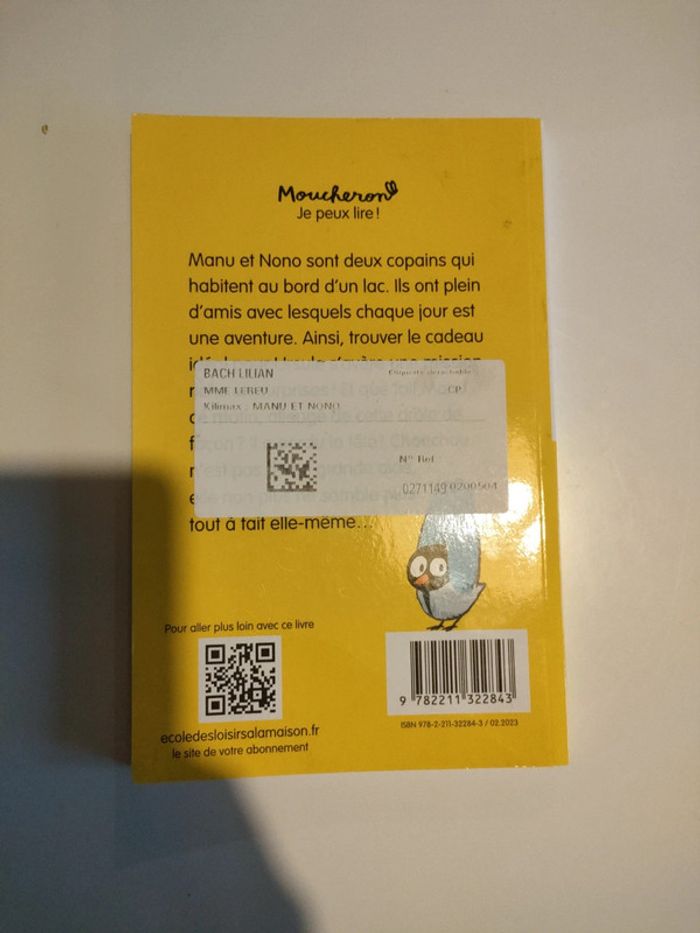 Moucheron
Je peux lire !
Manu et Nono sont deux copains qui
habitent au bord d'un lac. Ils ont plein
d'amis avec lesquels chaque jour est
une aventure. Ainsi, trouver le cadeau
BACH LILIAN
Etiquette détachable
MME LEREU
CP
Kilimax : MANU ET NONO
N° Ref
0271149 0200504
tout à fait elle-même…
Pour aller plus loin avec ce livre
ecoledesloisirsalamaison.fr
le site de votre abonnement
9 782211 322843
ISBN 978-2-211-32284-3 / 02.2023